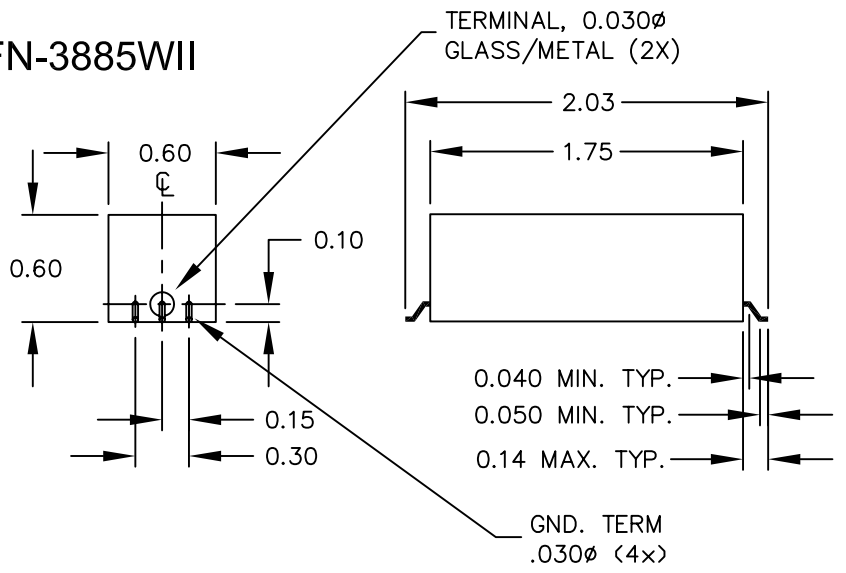 FN-3885WII
TERMINAL, 0.030ø
GLASS/METAL (2X)
2.03
0.60
1.75
℄
0.10
0.60
0.040 MIN. TYP.
0.15
0.050 MIN. TYP.
0.30
0.14 MAX. TYP.
GND. TERM
.030ø (4x)